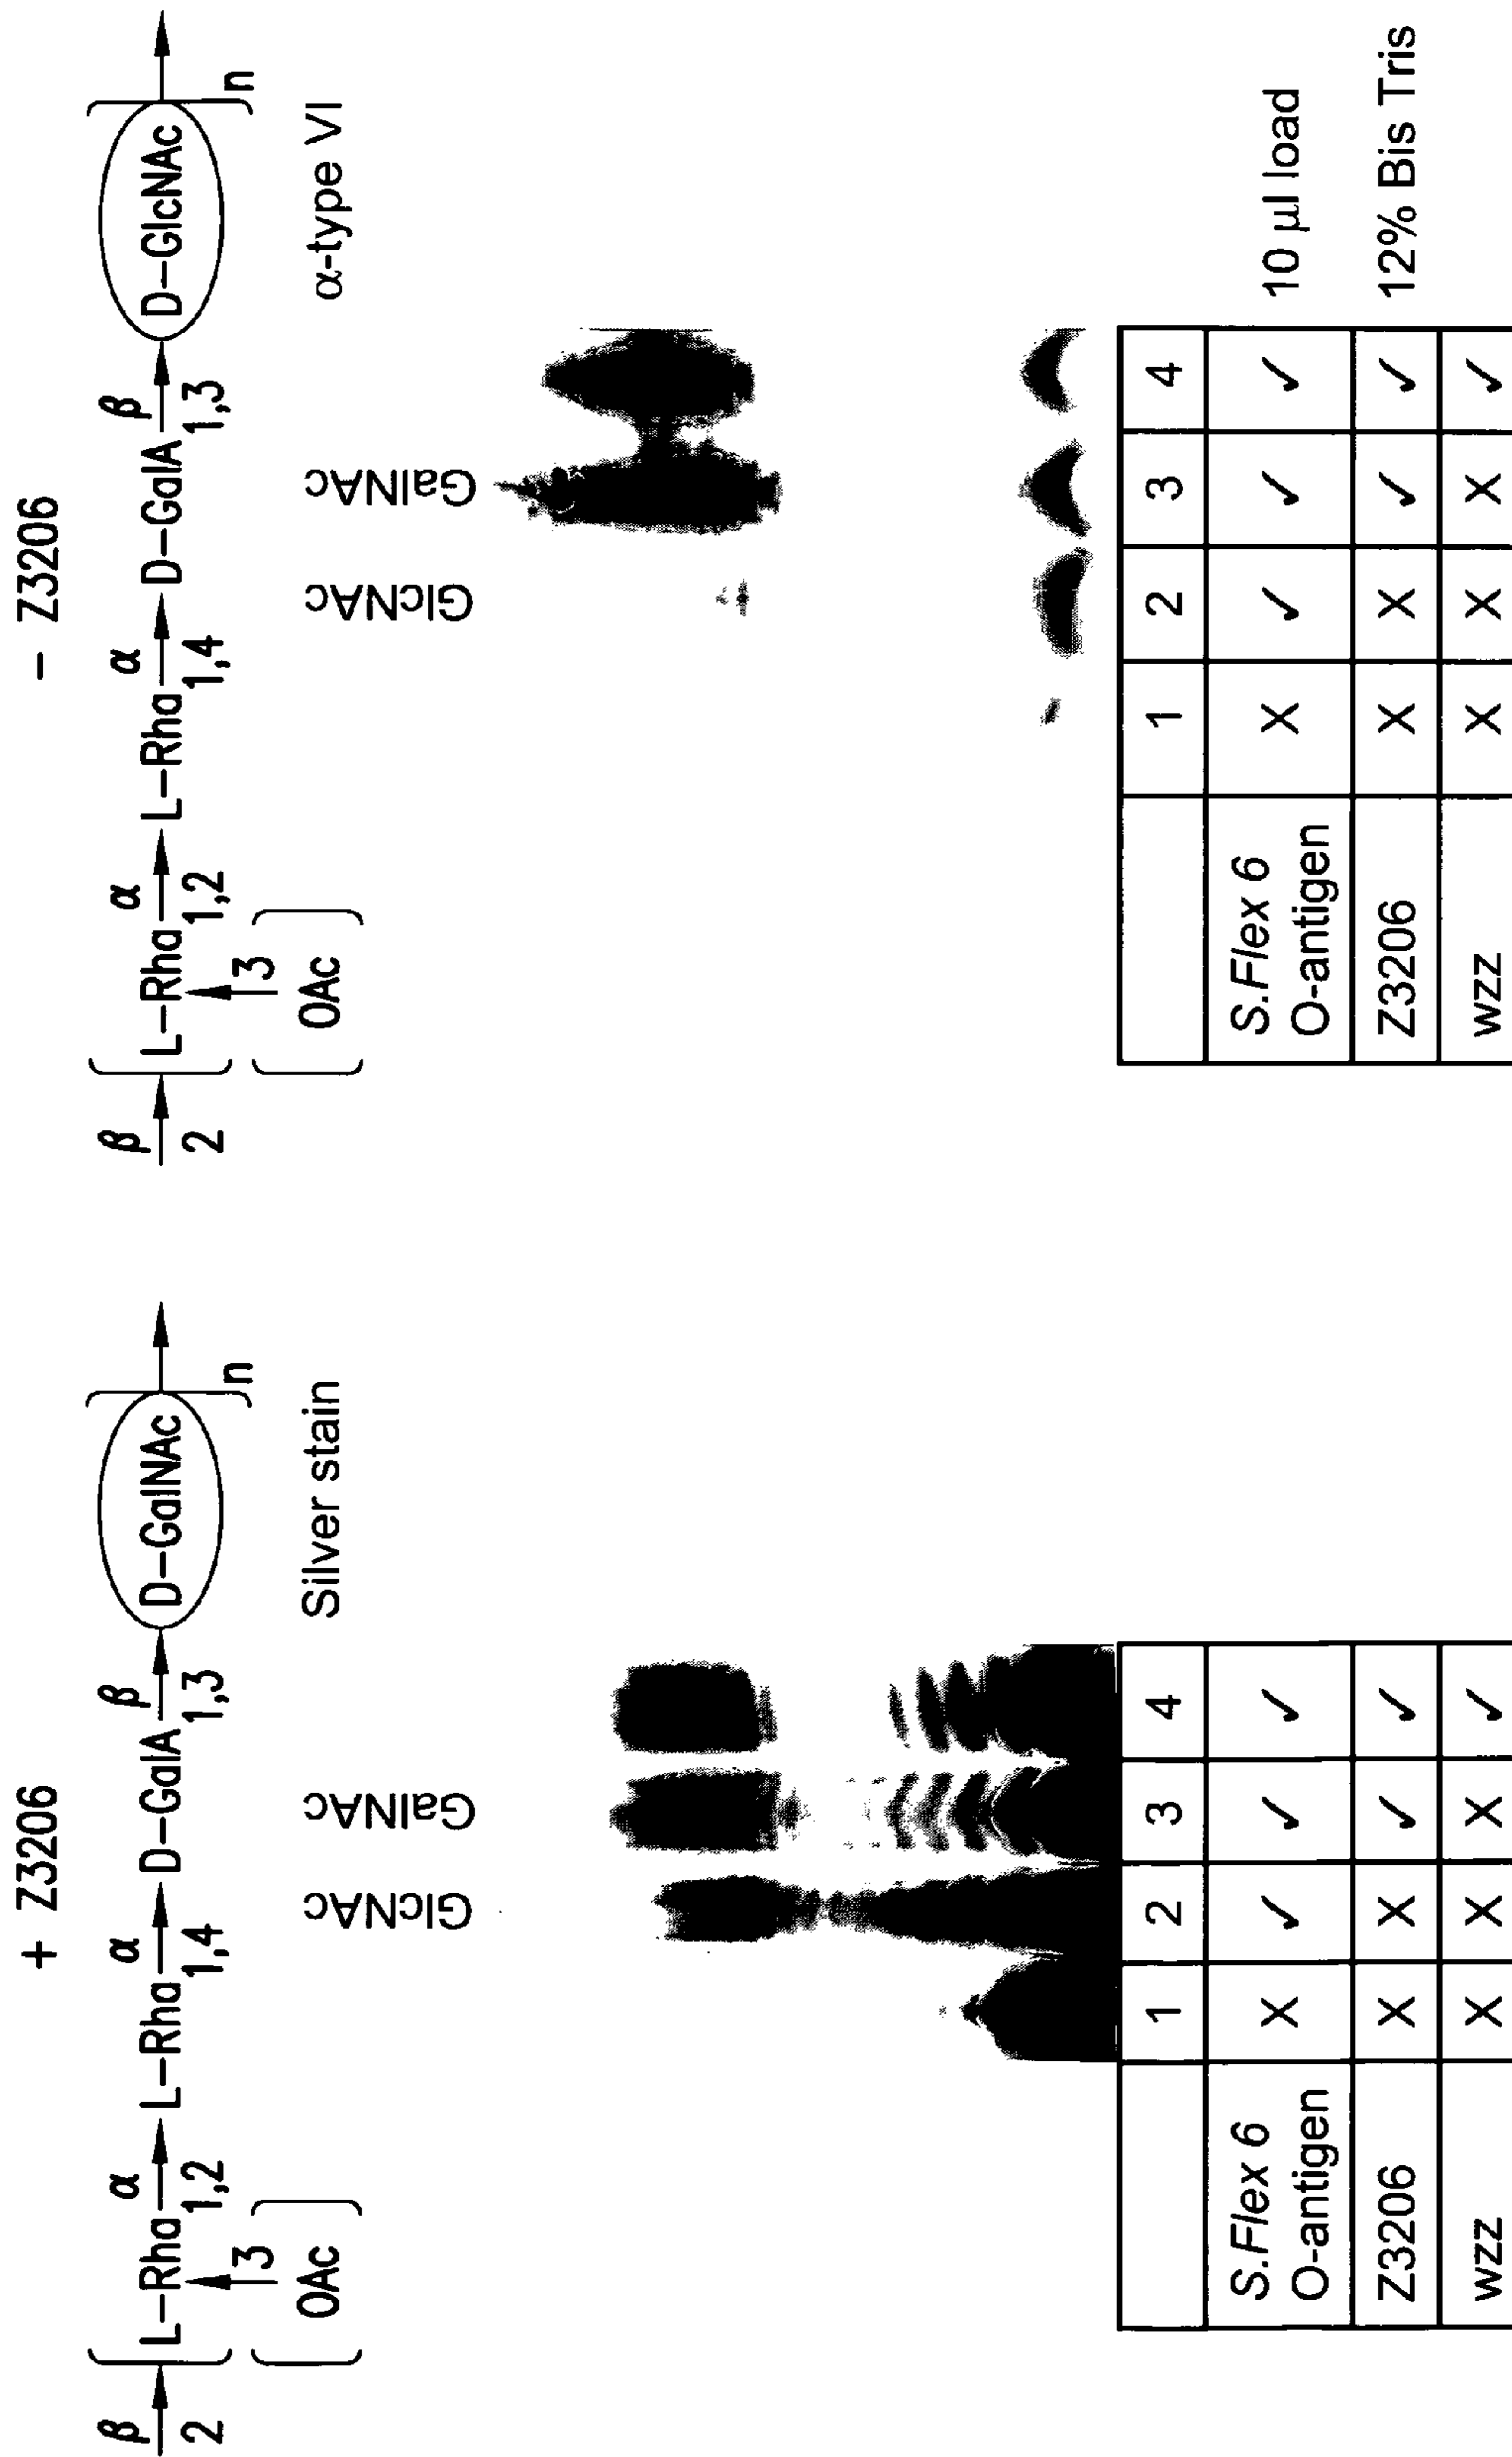 + Z3206
β 2 L–Rha α 1,2 L–Rha α 1,4 D–GalA β 1,3 D–GalNAc n
3
OAc
Silver stain
GlcNAc GalNAc
1 2 3 4
S.Flex 6 O-antigen X ✓ ✓ ✓
Z3206 X X ✓ ✓
wzz X X X ✓
– Z3206
β 2 L–Rha α 1,2 L–Rha α 1,4 D–GalA β 1,3 D–GlcNAc n
3
OAc
α-type VI
GlcNAc GalNAc
1 2 3 4
S.Flex 6 O-antigen X ✓ ✓ ✓
10 µl load
Z3206 X X ✓ ✓
12% Bis Tris
wzz X X X ✓